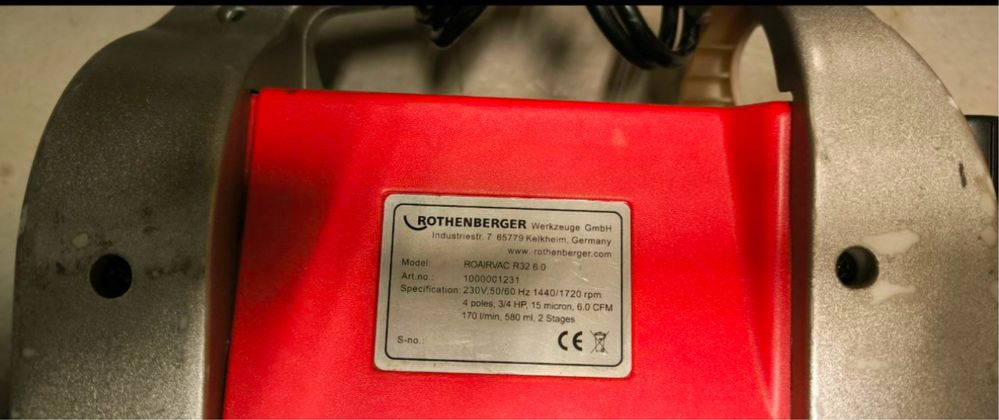 ROTHENBERGER Werkzeuge GmbH
Industriestr. 7 65779 Kelkheim, Germany
www. rothenberger.com
Model: ROAIRVAC R32 6.0
Art.no.: 1000001231
Specification: 230V,50/60 Hz 1440/1720 rpm
4 poles, 3/4 HP, 15 micron, 6.0 CFM
170 l/min, 580 ml, 2 Stages
S-no.:
CE